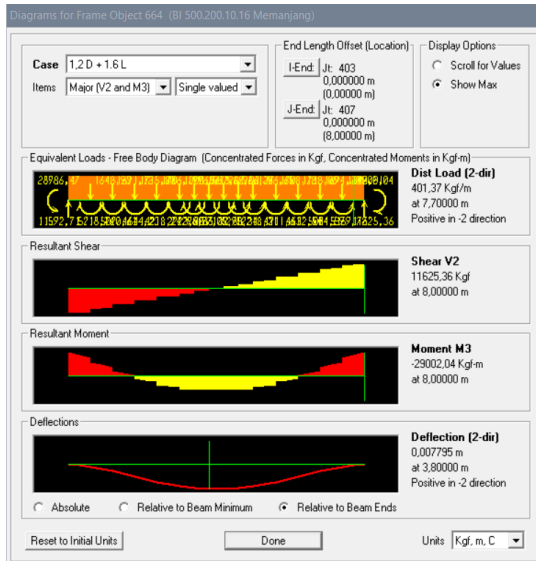 Diagrams for Frame Object 664 (BI 500.200.10.16 Memanjang)
Case 1,2 D + 1.6 L
Items Major (V2 and M3) Single valued
End Length Offset (Location)
I-End: Jt: 403
0,000000 m
(0,00000 m)
J-End: Jt: 407
0,000000 m
(8,00000 m)
Display Options
Scroll for Values
Show Max
Equivalent Loads - Free Body Diagram (Concentrated Forces in Kgf, Concentrated Moments in Kgf-m)
Dist Load (2-dir)
401,37 Kgf/m
at 7,70000 m
Positive in -2 direction
Resultant Shear
Shear V2
11625,36 Kgf
at 8,00000 m
Resultant Moment
Moment M3
-29002,04 Kgf-m
at 8,00000 m
Deflections
Deflection (2-dir)
0,007795 m
at 3,80000 m
Positive in -2 direction
Absolute Relative to Beam Minimum Relative to Beam Ends
Reset to Initial Units Done Units Kgf, m, C